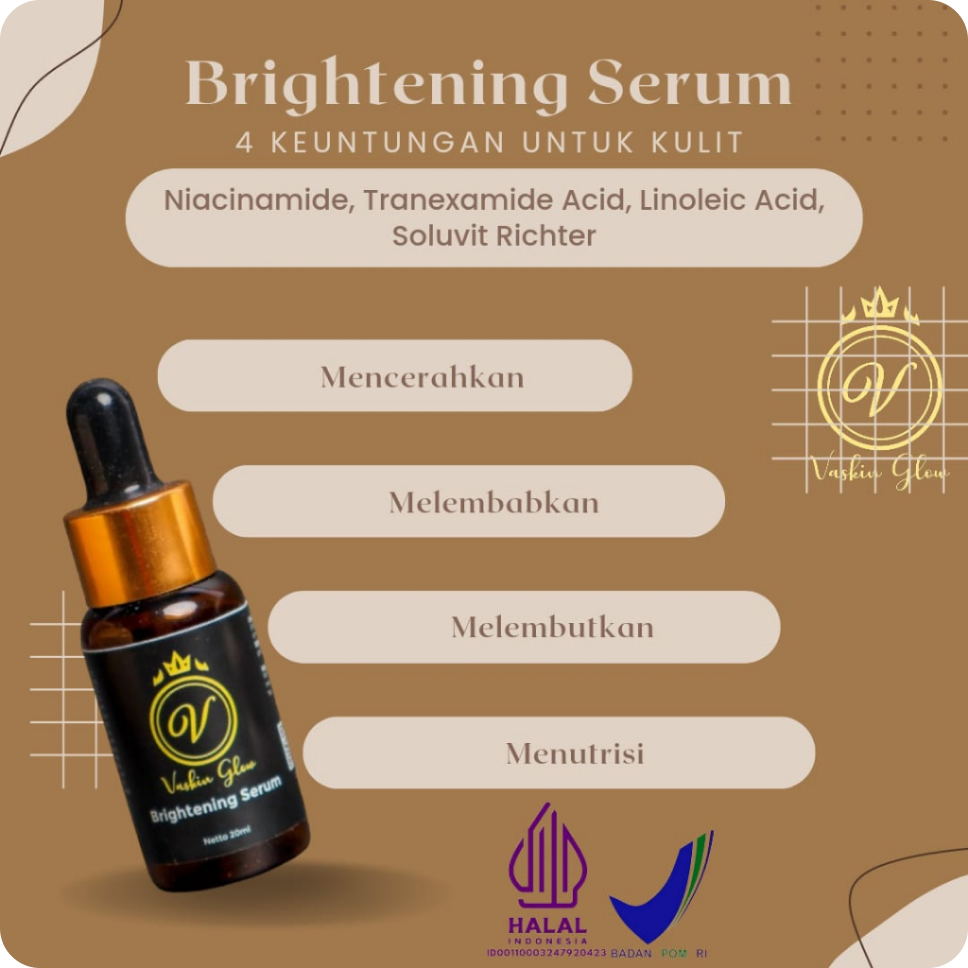 Brightening Serum
4 KEUNTUNGAN UNTUK KULIT
Niacinamide, Tranexamide Acid, Linoleic Acid,
Soluvit Richter
Mencerahkan
V
Vaskin Glow
Melembabkan
Melembutkan
Menutrisi
V
Vaskin Glow
Brightening Serum
Netto 20ml
HALAL
INDONESIA
ID00110003247920423
BADAN POM RI